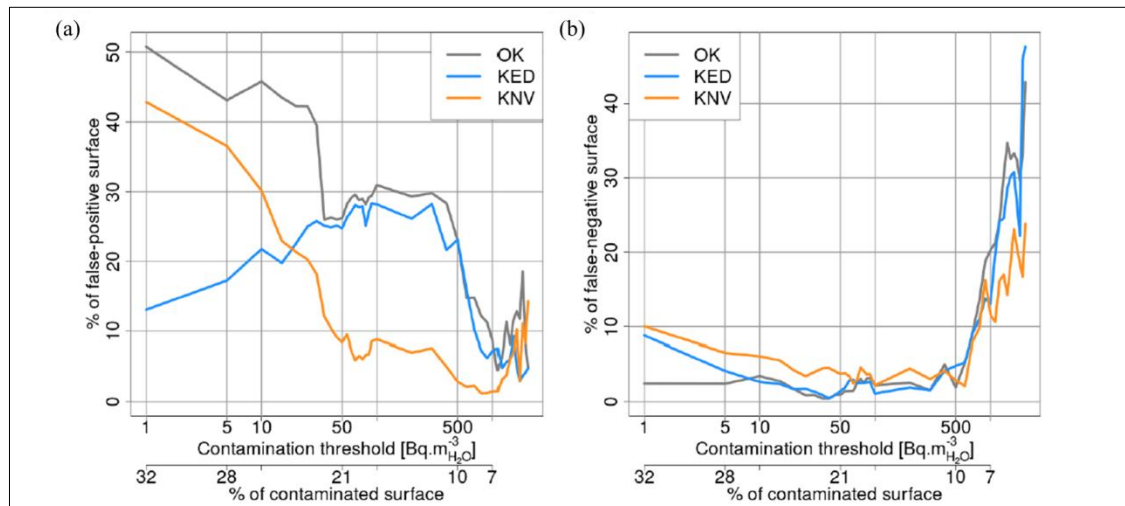 (a)
OK
KED
KNV
% of false-positive surface
0
10
20
30
40
50
1
5
10
50
500
Contamination threshold [Bq.m-3H2O]
32
28
21
10
7
% of contaminated surface
(b)
OK
KED
KNV
% of false-negative surface
0
10
20
30
40
1
5
10
50
500
Contamination threshold [Bq.m-3H2O]
32
28
21
10
7
% of contaminated surface